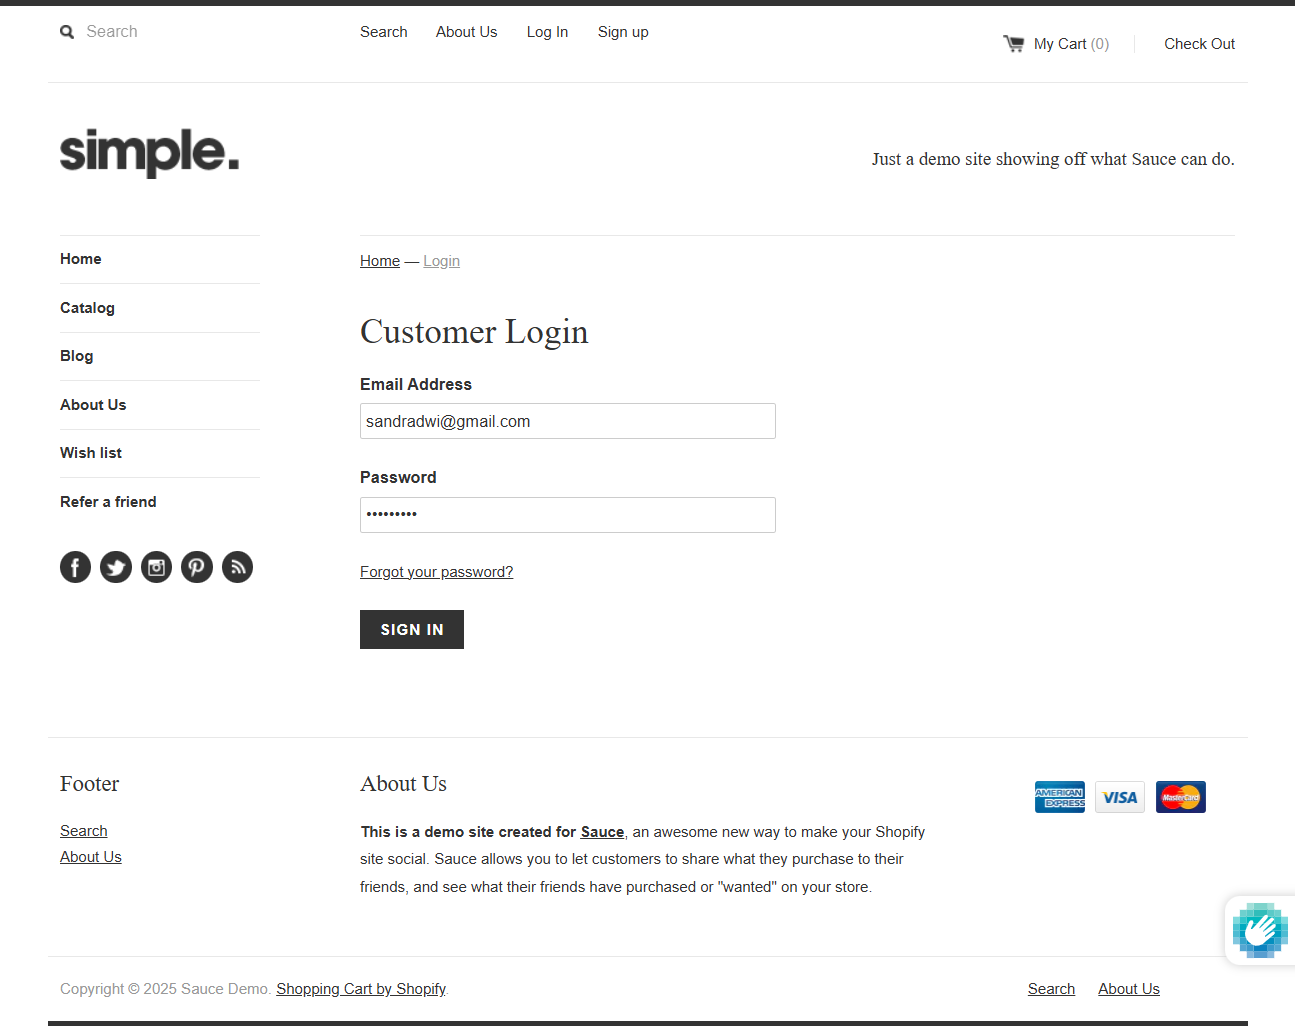 Search
Search About Us Log In Sign up
My Cart (0) Check Out
simple.
Just a demo site showing off what Sauce can do.
Home
Catalog
Blog
About Us
Wish list
Refer a friend
Home — Login
Customer Login
Email Address
sandradwi@gmail.com
Password
•••••••••
Forgot your password?
SIGN IN
Footer
Search
About Us
About Us
This is a demo site created for Sauce, an awesome new way to make your Shopify
site social. Sauce allows you to let customers to share what they purchase to their
friends, and see what their friends have purchased or "wanted" on your store.
AMERICAN EXPRESS VISA MasterCard
Copyright © 2025 Sauce Demo. Shopping Cart by Shopify.
Search About Us